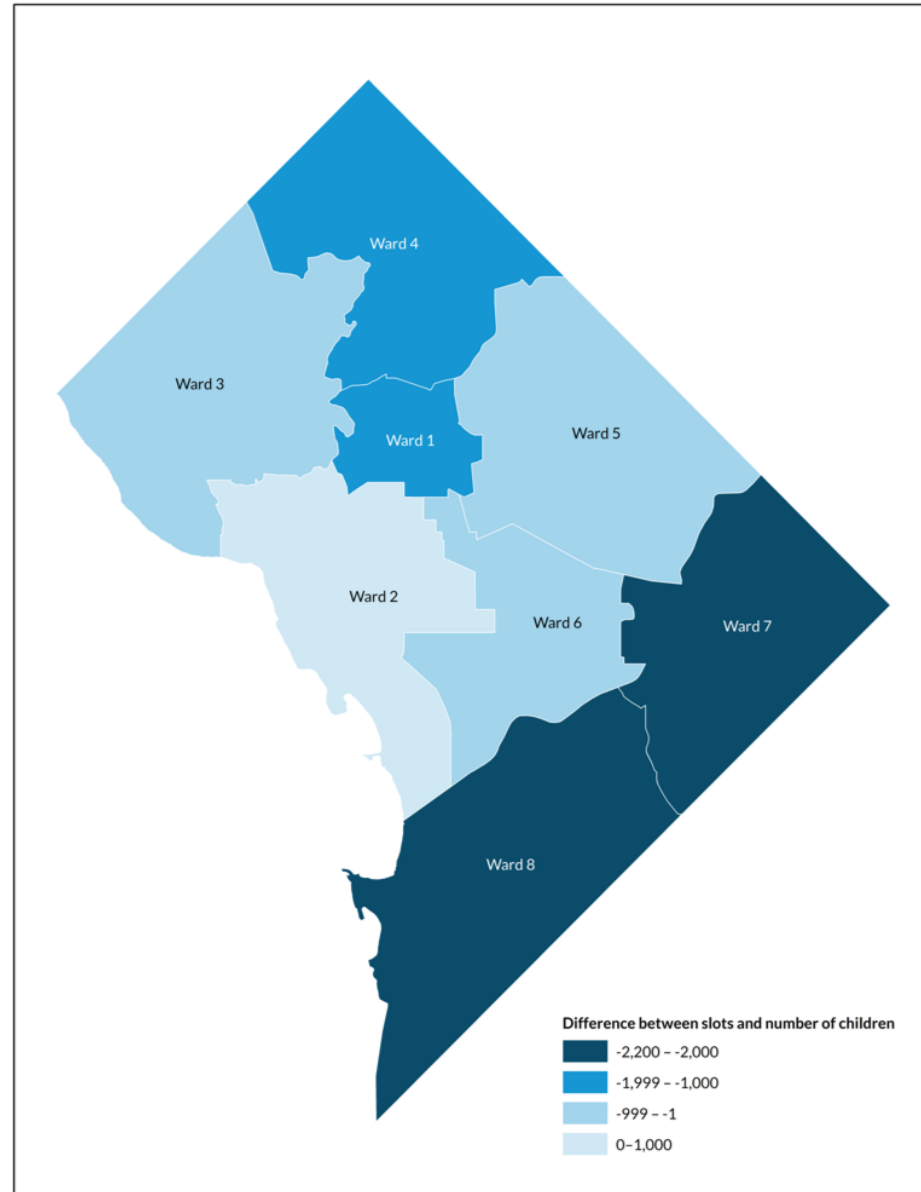 Ward 4
Ward 3
Ward 5
Ward 1
Ward 2
Ward 6
Ward 7
Ward 8
Difference between slots and number of children
-2,200 – -2,000
-1,999 – -1,000
-999 – -1
0–1,000